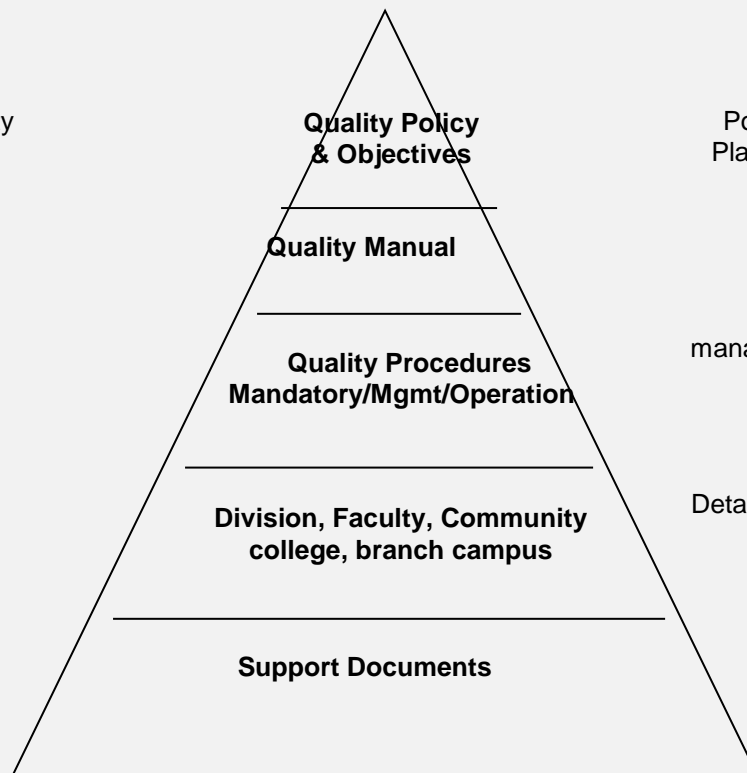 Quality Policy
& Objectives
Quality Manual
Quality Procedures
Mandatory/Mgmt/Operation
Division, Faculty, Community
college, branch campus
Support Documents